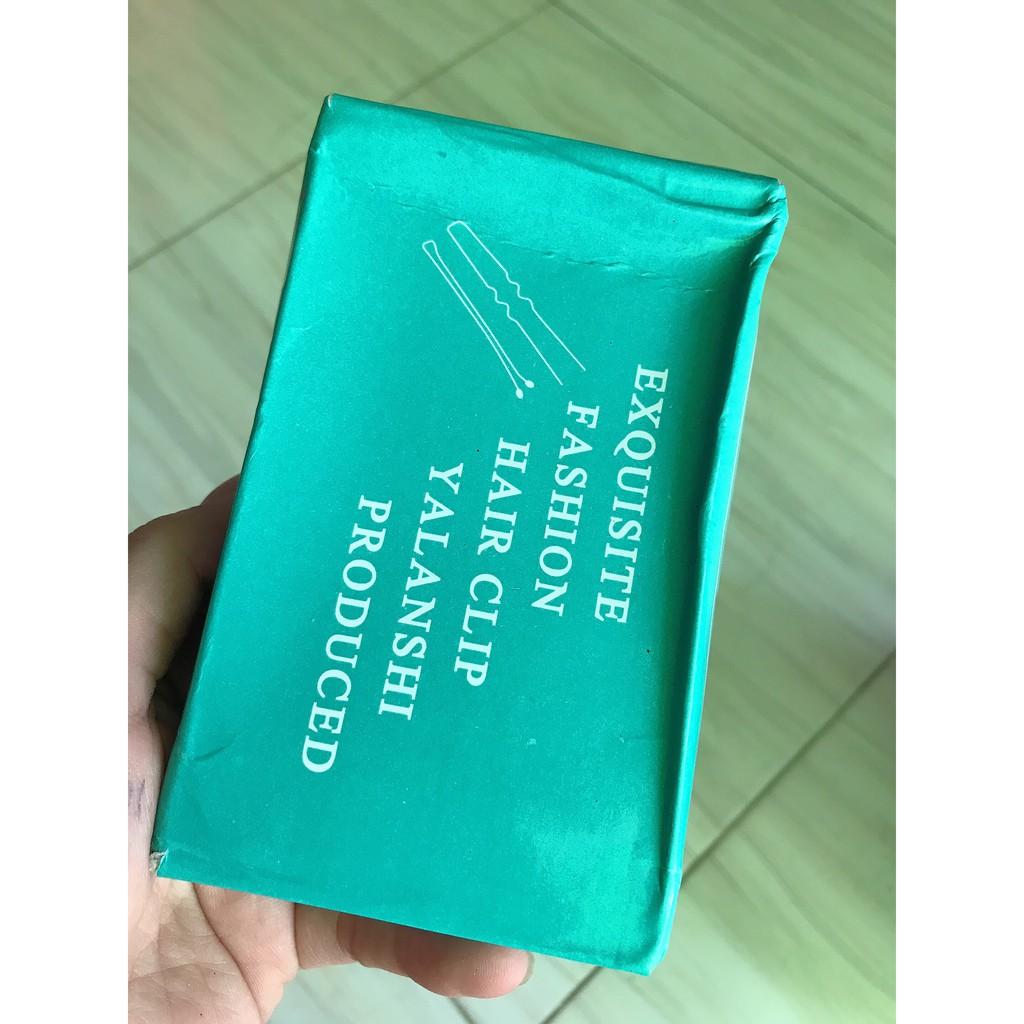 EXQUISITE
FASHION
HAIR CLIP
YALANSHI
PRODUCED